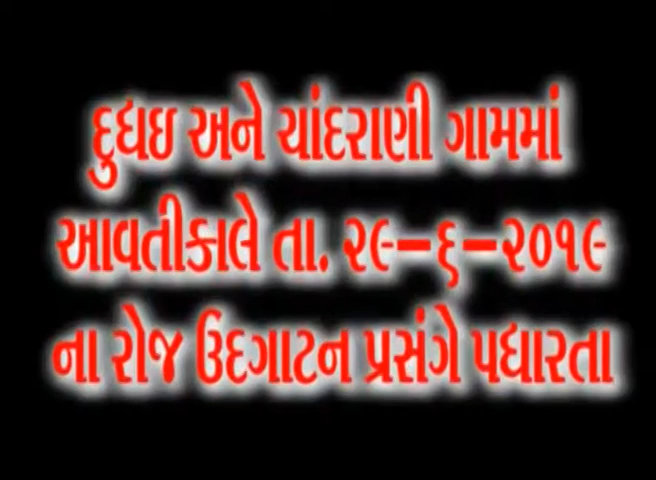 દુધઇ અને ચાંદરાણી ગામમાં
આવતીકાલે તા. ૨૯-૬-૨૦૧૯
ના રોજ ઉદગાટન પ્રસંગે પધારતા